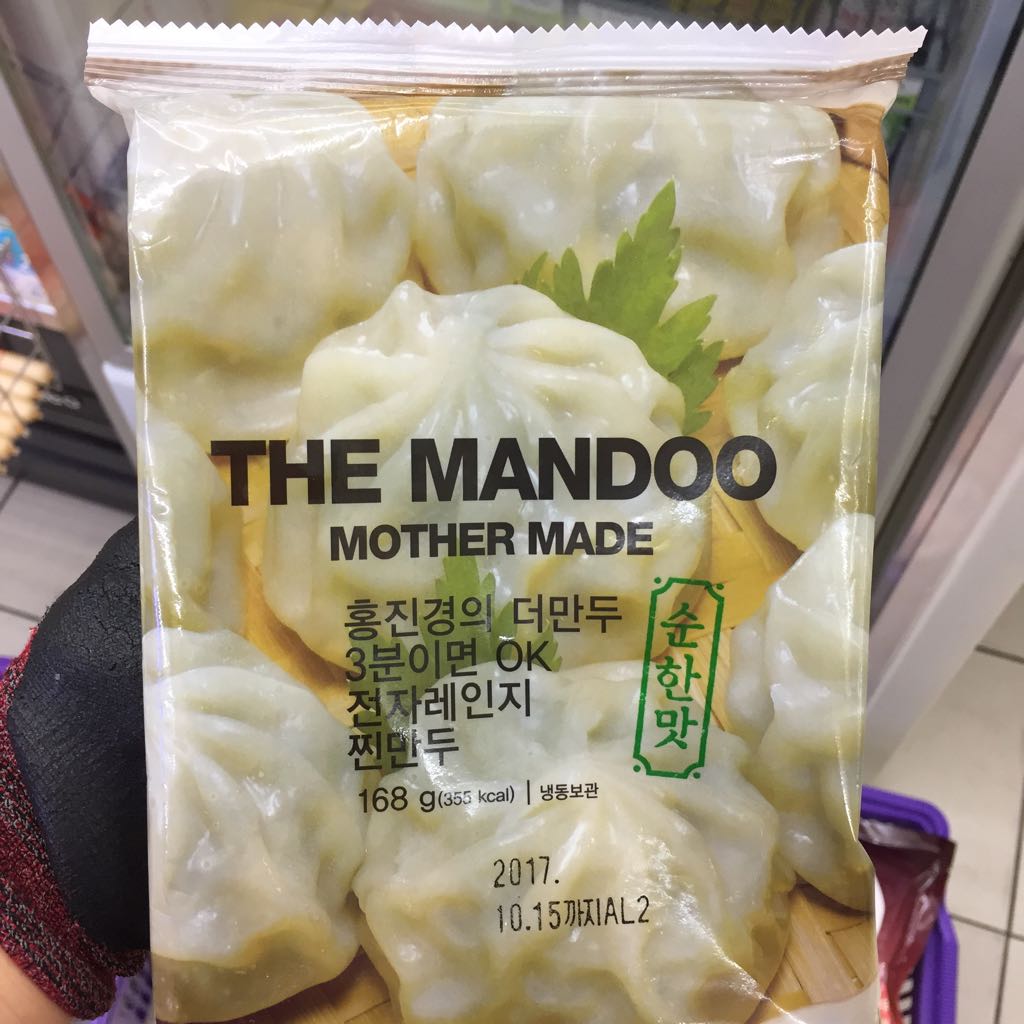 THE MANDOO
MOTHER MADE
홍진경의 더만두
3분이면 OK
전자레인지
찐만두
168 g(355 kcal) | 냉동보관
순한맛
2017.
10.15까지AL2